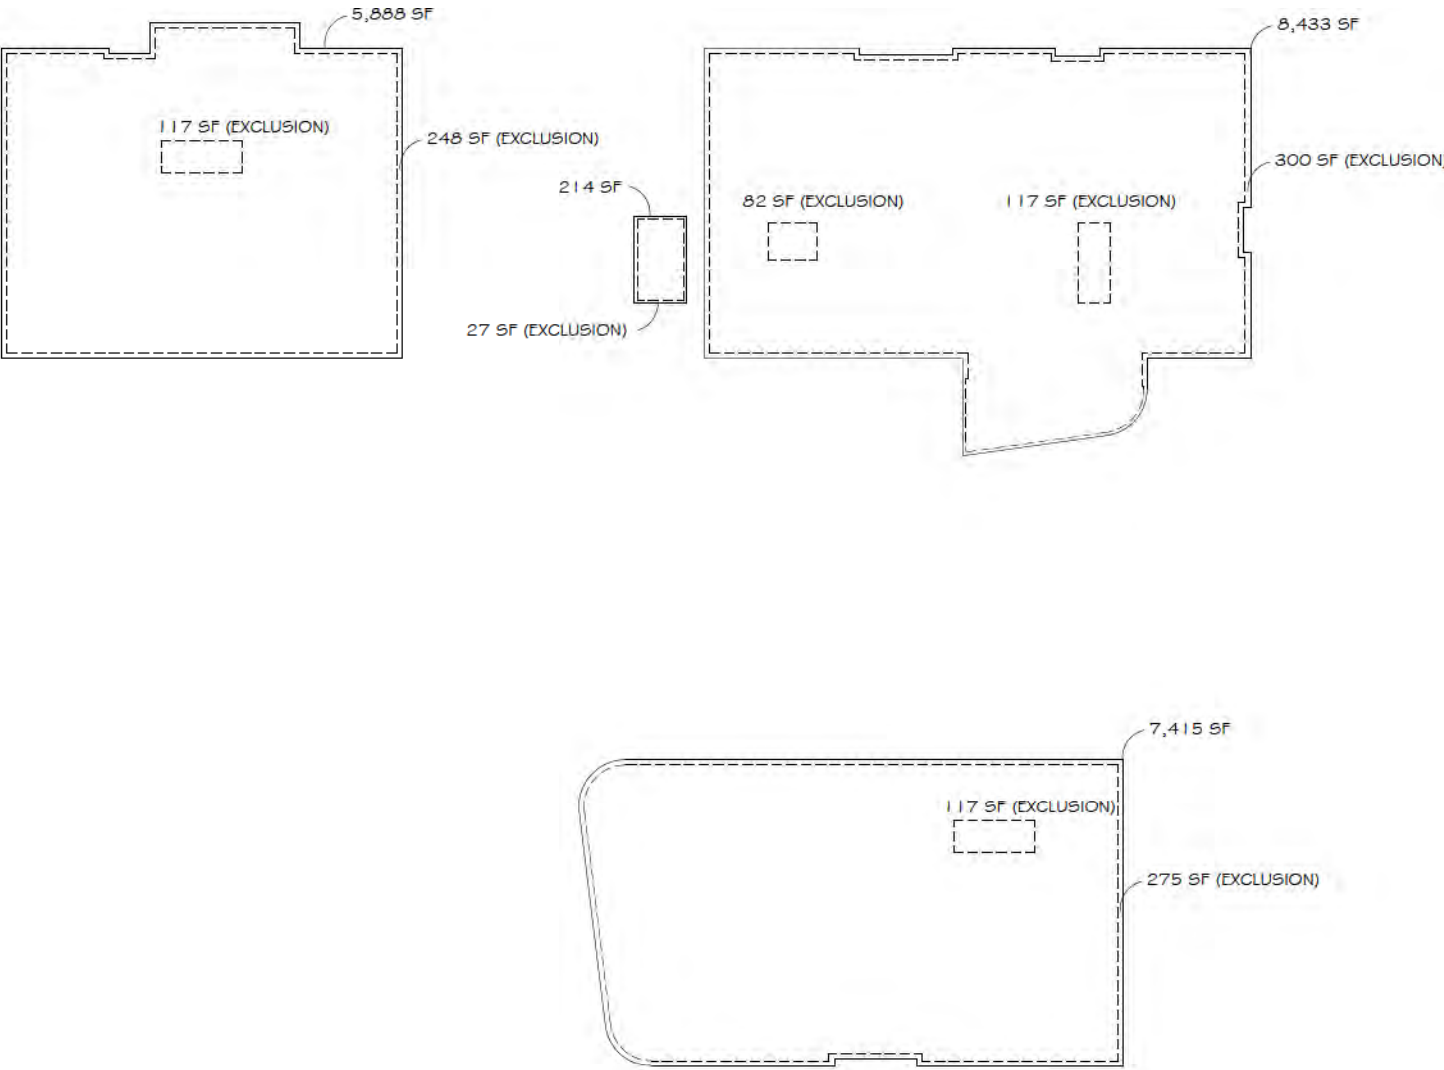 5,888 SF
8,433 SF
117 SF (EXCLUSION)
248 SF (EXCLUSION)
300 SF (EXCLUSION)
214 SF
82 SF (EXCLUSION)
117 SF (EXCLUSION)
27 SF (EXCLUSION)
7,415 SF
117 SF (EXCLUSION)
275 SF (EXCLUSION)